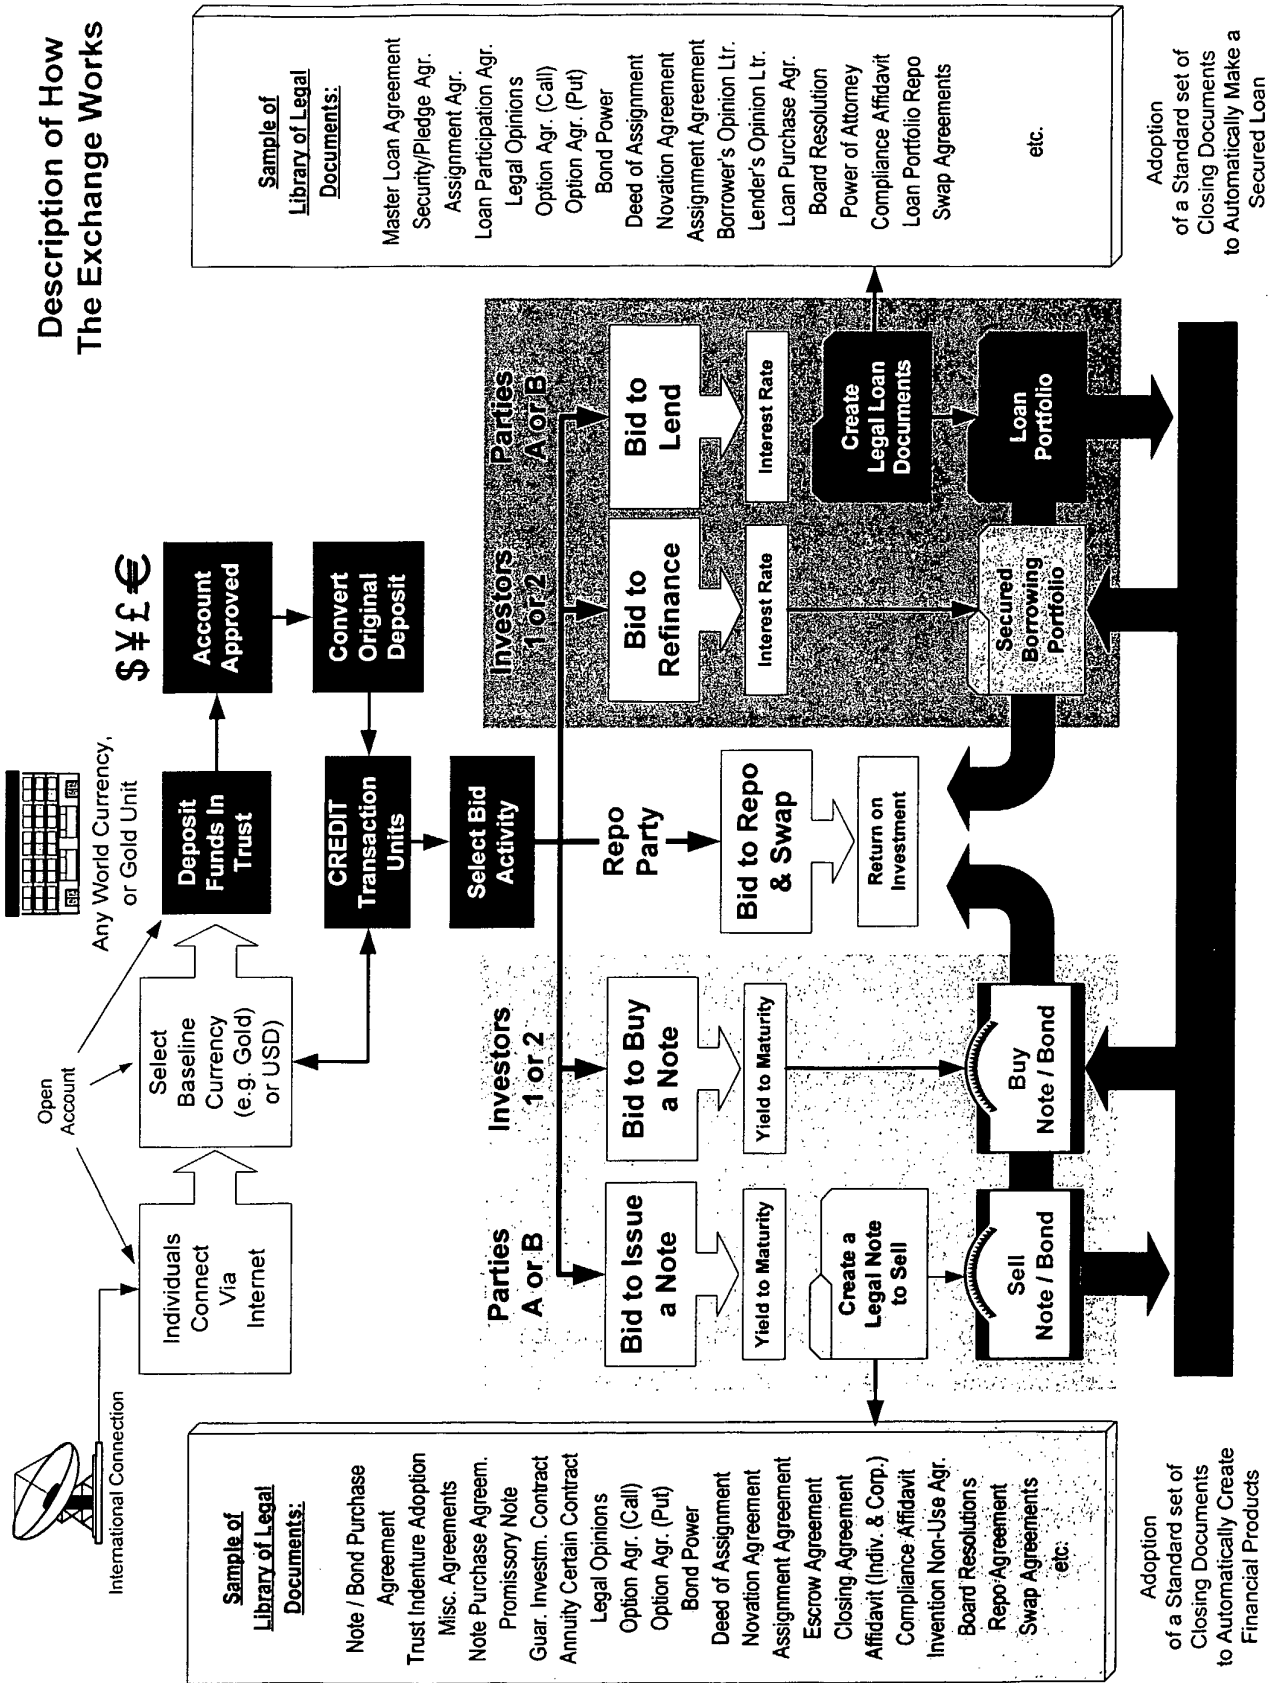 Description of How
The Exchange Works
International Connection
Open
Account
Individuals
Connect
Via
Internet
Select
Baseline
Currency
(e.g. Gold)
or USD)
Any World Currency,
or Gold Unit
Deposit
Funds In
Trust
$ ¥ £ €
Account
Approved
Convert
Original
Deposit
CREDIT
Transaction
Units
Select Bid
Activity
Sample of
Library of Legal
Documents:
Note / Bond Purchase
Agreement
Trust Indenture Adoption
Misc. Agreements
Note Purchase Agreem.
Promissory Note
Guar. Investm. Contract
Annuity Certain Contract
Legal Opinions
Option Agr. (Call)
Option Agr. (Put)
Bond Power
Deed of Assignment
Novation Agreement
Assignment Agreement
Escrow Agreement
Closing Agreement
Affidavit (Indiv. & Corp.)
Compliance Affidavit
Invention Non-Use Agr.
Board Resolutions
Repo Agreement
Swap Agreements
etc.
Adoption
of a Standard set of
Closing Documents
to Automatically Create
Financial Products
Parties
A or B
Bid to Issue
a Note
Yield to Maturity
Create a
Legal Note
to Sell
Sell
Note / Bond
Investors
1 or 2
Bid to Buy
a Note
Yield to Maturity
Buy
Note / Bond
Repo
Party
Bid to Repo
& Swap
Return on
Investment
Investors
1 or 2
Bid to
Refinance
Interest Rate
Secured
Borrowing
Portfolio
Parties
A or B
Bid to
Lend
Interest Rate
Create
Legal Loan
Documents
Loan
Portfolio
Sample of
Library of Legal
Documents:
Master Loan Agreement
Security/Pledge Agr.
Assignment Agr.
Loan Participation Agr.
Legal Opinions
Option Agr. (Call)
Option Agr. (Put)
Bond Power
Deed of Assignment
Novation Agreement
Assignment Agreement
Borrower's Opinion Ltr.
Lender's Opinion Ltr.
Loan Purchase Agr.
Board Resolution
Power of Attorney
Compliance Affidavit
Loan Portfolio Repo
Swap Agreements
etc.
Adoption
of a Standard set of
Closing Documents
to Automatically Make a
Secured Loan